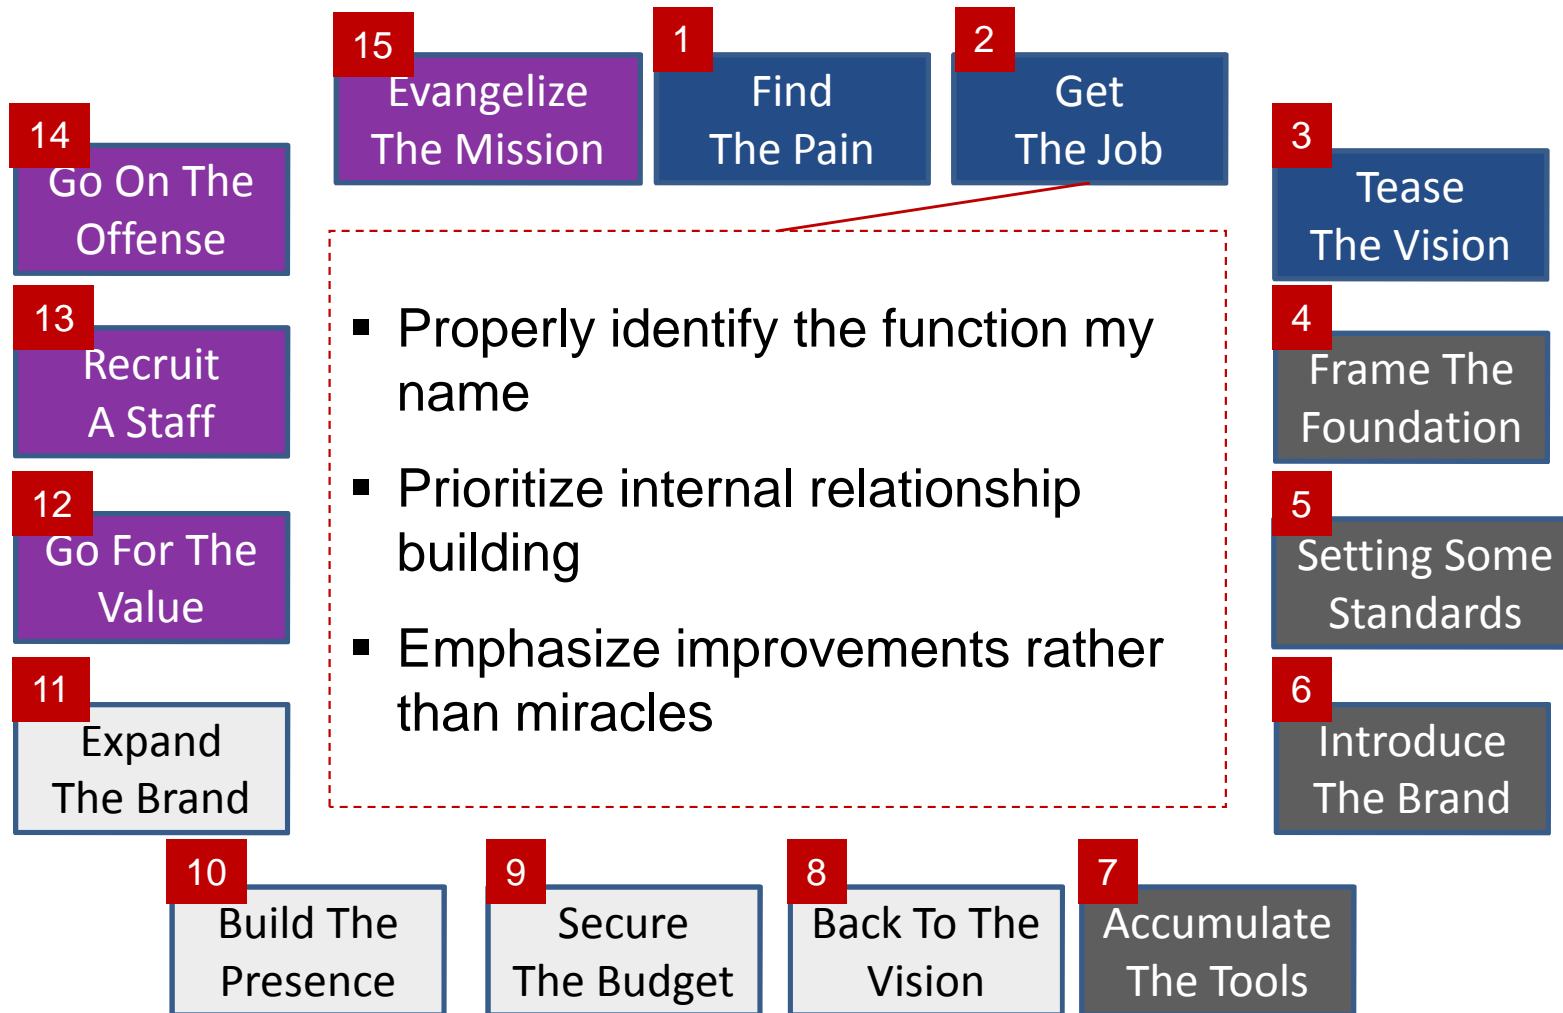 15
Evangelize
The Mission
1
Find
The Pain
2
Get
The Job
3
Tease
The Vision
4
Frame The
Foundation
5
Setting Some
Standards
6
Introduce
The Brand
7
Accumulate
The Tools
8
Back To The
Vision
9
Secure
The Budget
10
Build The
Presence
11
Expand
The Brand
12
Go For The
Value
13
Recruit
A Staff
14
Go On The
Offense
▪ Properly identify the function my
name
▪ Prioritize internal relationship
building
▪ Emphasize improvements rather
than miracles